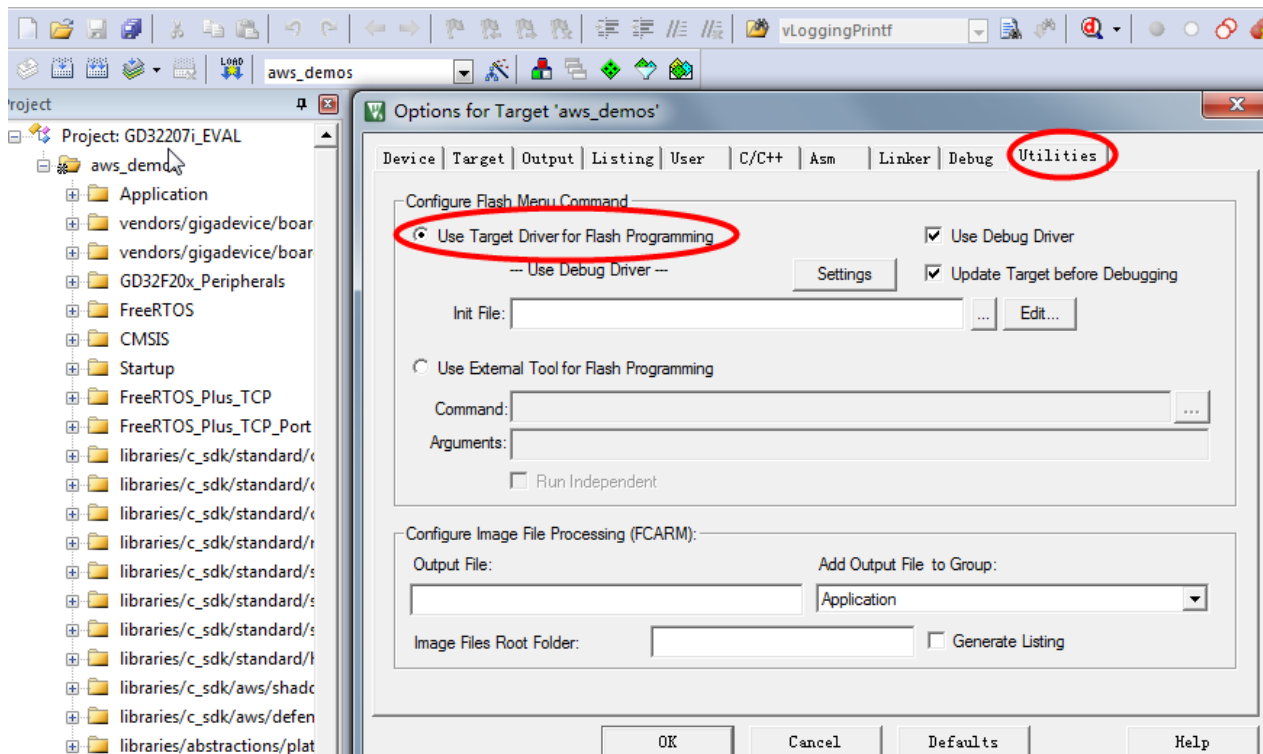 vLoggingPrintf
LOAD
aws_demos
Project
Project: GD32207i_EVAL
aws_demos
Application
vendors/gigadevice/boar
vendors/gigadevice/boar
GD32F20x_Peripherals
FreeRTOS
CMSIS
Startup
FreeRTOS_Plus_TCP
FreeRTOS_Plus_TCP_Port
libraries/c_sdk/standard/c
libraries/c_sdk/standard/c
libraries/c_sdk/standard/c
libraries/c_sdk/standard/r
libraries/c_sdk/standard/s
libraries/c_sdk/standard/s
libraries/c_sdk/standard/s
libraries/c_sdk/standard/h
libraries/c_sdk/aws/shadc
libraries/c_sdk/aws/defen
libraries/abstractions/plat
Options for Target 'aws_demos'
Device Target Output Listing User C/C++ Asm Linker Debug Utilities
Configure Flash Menu Command
Use Target Driver for Flash Programming Use Debug Driver
--- Use Debug Driver --- Settings Update Target before Debugging
Init File: ... Edit...
Use External Tool for Flash Programming
Command: ...
Arguments:
Run Independent
Configure Image File Processing (FCARM):
Output File: Add Output File to Group:
Application
Image Files Root Folder: Generate Listing
OK Cancel Defaults Help